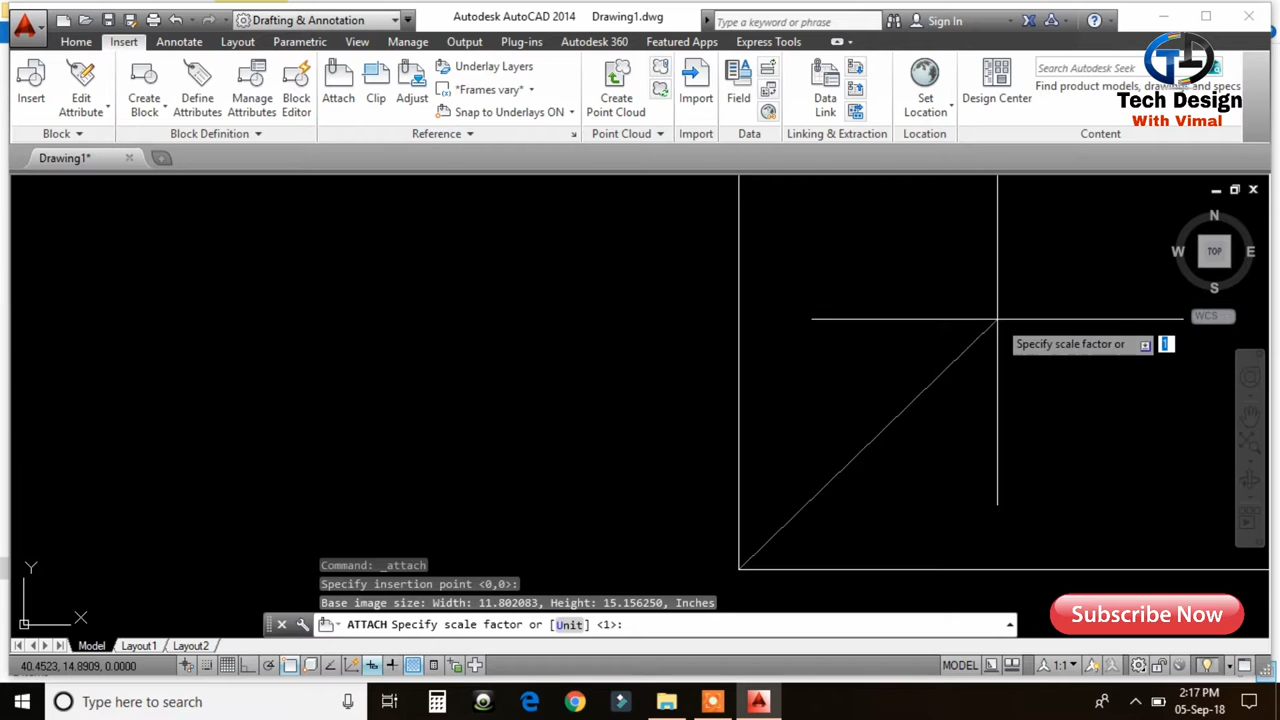 Autodesk AutoCAD 2014 Drawing1.dwg
Drafting & Annotation
Type a keyword or phrase
Sign In
Home Insert Annotate Layout Parametric View Manage Output Plug-ins Autodesk 360 Featured Apps Express Tools
Insert
Edit Attribute
Create Block
Define Attributes
Manage Attributes
Block Editor
Attach
Clip
Adjust
Underlay Layers
*Frames vary*
Snap to Underlays ON
Create Point Cloud
Import
Field
Data Link
Set Location
Design Center
Search Autodesk Seek
Find product models, drawings and specs
Tech Design
With Vimal
Block
Block Definition
Reference
Point Cloud
Import
Data
Linking & Extraction
Location
Content
Drawing1*
N
W TOP E
S
WCS
Specify scale factor or 1
Y
X
Command: _attach
Specify insertion point <0,0>:
Base image size: Width: 11.802083, Height: 15.156250, Inches
ATTACH Specify scale factor or [Unit] <1>:
Subscribe Now
Model Layout1 Layout2
40.4523, 14.8909, 0.0000
MODEL
1:1
Type here to search
2:17 PM
05-Sep-18